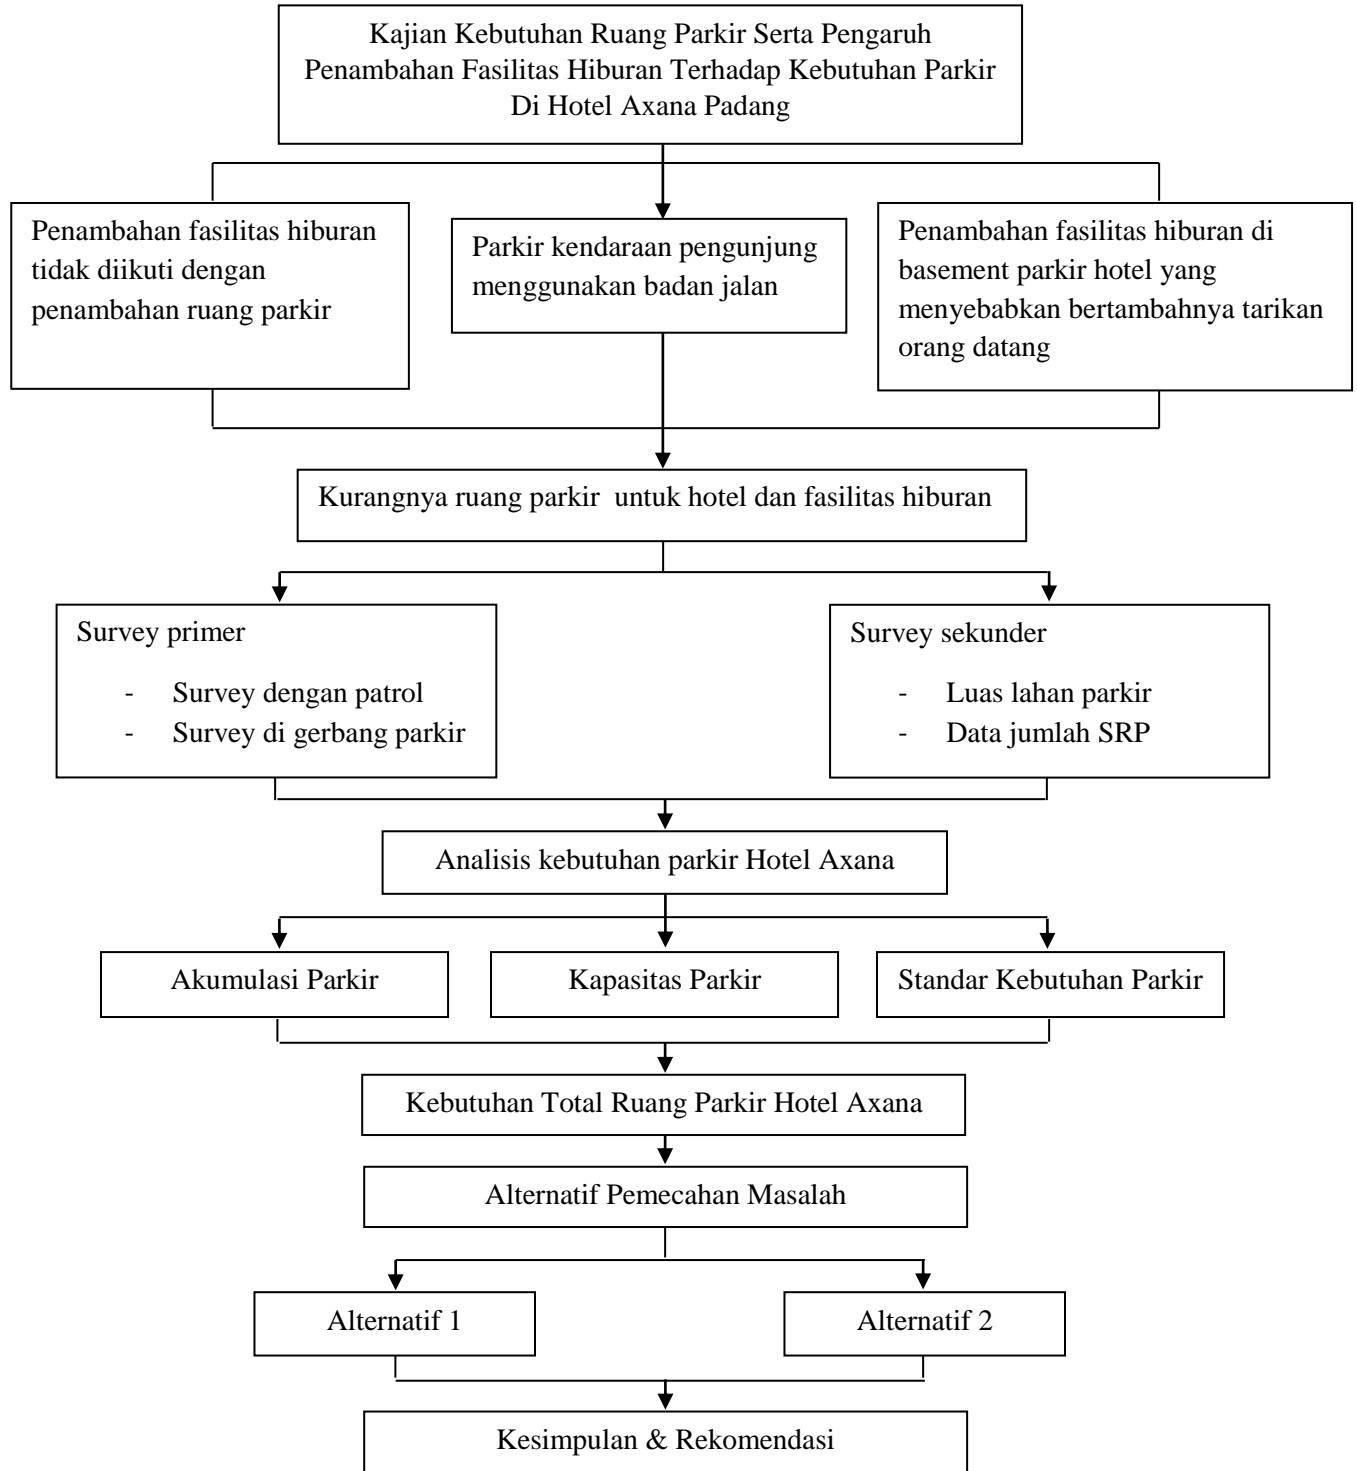 Kajian Kebutuhan Ruang Parkir Serta Pengaruh
Penambahan Fasilitas Hiburan Terhadap Kebutuhan Parkir
Di Hotel Axana Padang
Penambahan fasilitas hiburan
tidak diikuti dengan
penambahan ruang parkir
Parkir kendaraan pengunjung
menggunakan badan jalan
Penambahan fasilitas hiburan di
basement parkir hotel yang
menyebabkan bertambahnya tarikan
orang datang
Kurangnya ruang parkir  untuk hotel dan fasilitas hiburan
Survey primer
- Survey dengan patrol
- Survey di gerbang parkir
Survey sekunder
- Luas lahan parkir
- Data jumlah SRP
Analisis kebutuhan parkir Hotel Axana
Akumulasi Parkir
Kapasitas Parkir
Standar Kebutuhan Parkir
Kebutuhan Total Ruang Parkir Hotel Axana
Alternatif Pemecahan Masalah
Alternatif 1
Alternatif 2
Kesimpulan & Rekomendasi